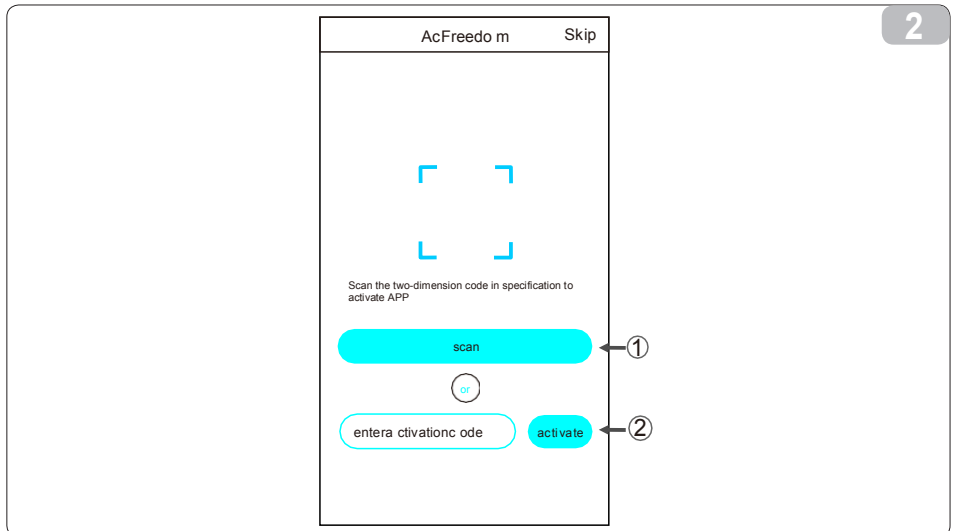 2
AcFreedo m Skip
Scan the two-dimension code in specification to
activate APP
scan
①
or
entera ctivationc ode
activate
②